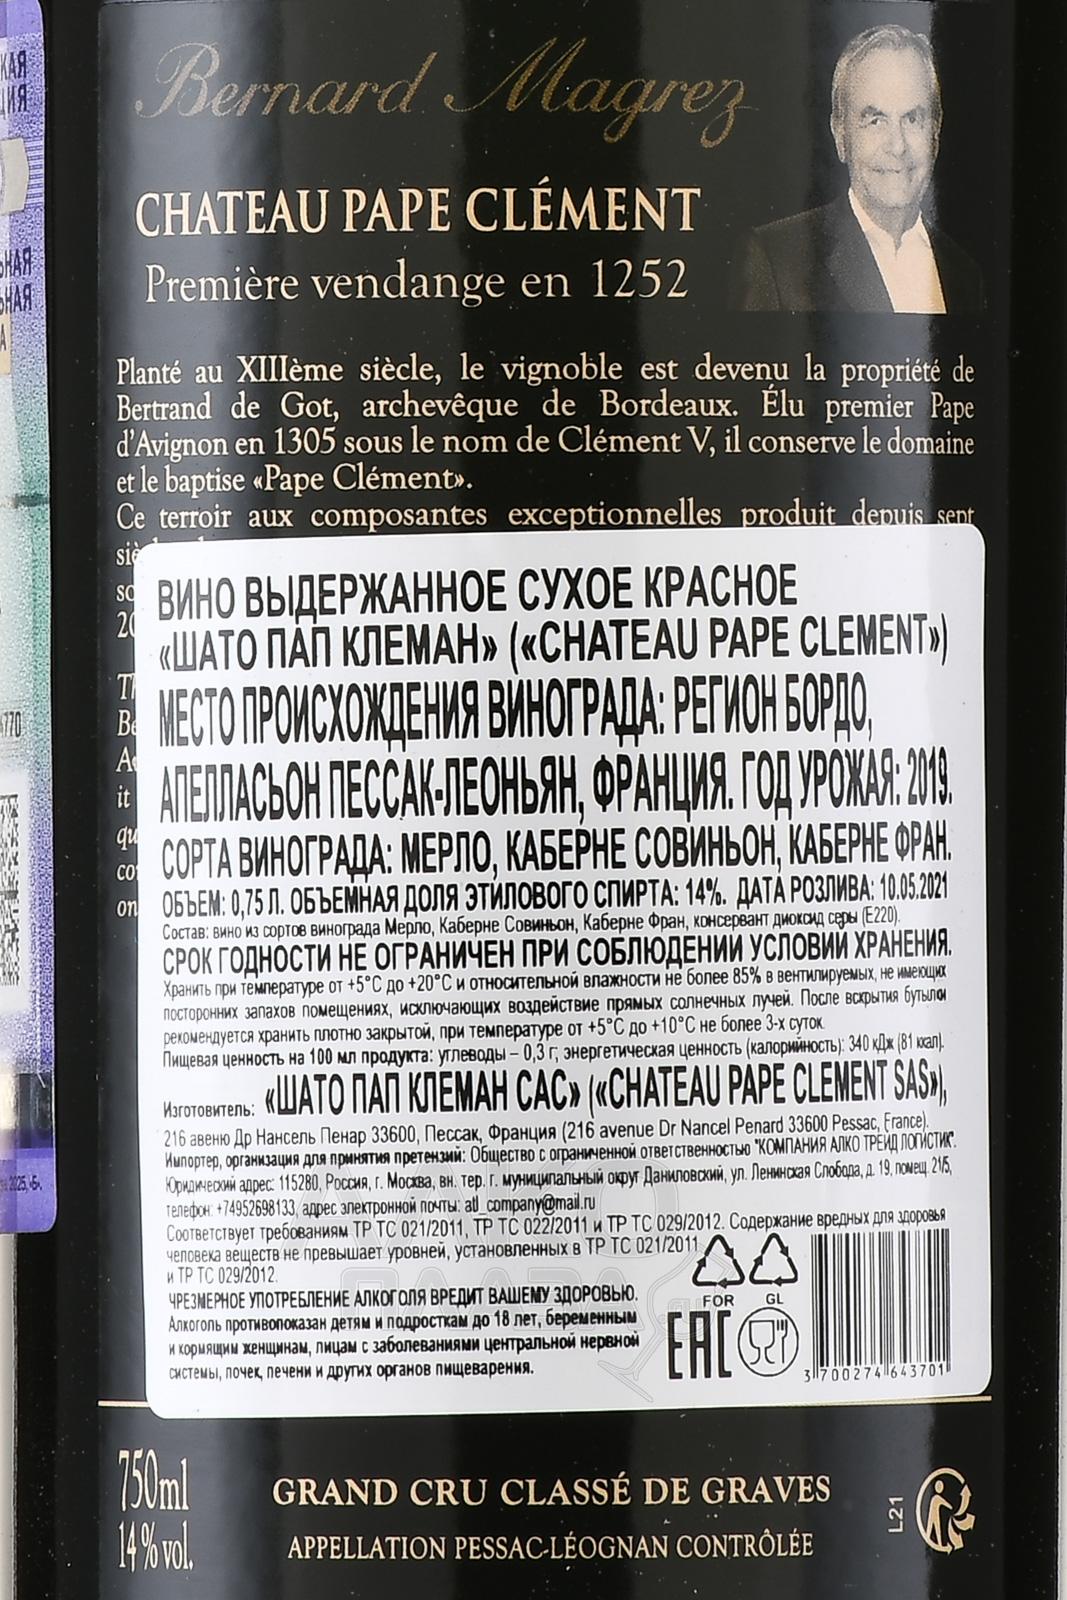 КАЯ
ЦИЯ
ЬНАЯ
ЬНАЯ
А
Bernard Magrez
CHATEAU PAPE CLÉMENT
Première vendange en 1252
Planté au XIIIème siècle, le vignoble est devenu la propriété de
Bertrand de Got, archevêque de Bordeaux. Élu premier Pape
d'Avignon en 1305 sous le nom de Clément V, il conserve le domaine
et le baptise «Pape Clément».
Ce terroir aux composantes exceptionnelles produit depuis sept
ВИНО ВЫДЕРЖАННОЕ СУХОЕ КРАСНОЕ
«ШАТО ПАП КЛЕМАН» («CHATEAU PAPE CLEMENT»)
МЕСТО ПРОИСХОЖДЕНИЯ ВИНОГРАДА: РЕГИОН БОРДО,
АПЕЛЛАСЬОН ПЕССАК-ЛЕОНЬЯН, ФРАНЦИЯ. ГОД УРОЖАЯ: 2019.
СОРТА ВИНОГРАДА: МЕРЛО, КАБЕРНЕ СОВИНЬОН, КАБЕРНЕ ФРАН.
ОБЪЕМ: 0,75 Л. ОБЪЕМНАЯ ДОЛЯ ЭТИЛОВОГО СПИРТА: 14%. ДАТА РОЗЛИВА: 10.05.2021
Состав: вино из сортов винограда Мерло, Каберне Совиньон, Каберне Фран, консервант диоксид серы (Е220).
СРОК ГОДНОСТИ НЕ ОГРАНИЧЕН ПРИ СОБЛЮДЕНИИ УСЛОВИЙ ХРАНЕНИЯ.
Хранить при температуре от +5°С до +20°С и относительной влажности не более 85% в вентилируемых, не имеющих
посторонних запахов помещениях, исключающих воздействие прямых солнечных лучей. После вскрытия бутылки
рекомендуется хранить плотно закрытой, при температуре от +5°С до +10°С не более 3-х суток.
Пищевая ценность на 100 мл продукта: углеводы – 0,3 г; энергетическая ценность (калорийность): 340 кДж (81 ккал).
Изготовитель: «ШАТО ПАП КЛЕМАН САС» («CHATEAU PAPE CLEMENT SAS»),
216 авеню Др Нансель Пенар 33600, Пессак, Франция (216 avenue Dr Nancel Penard 33600 Pessac, France).
Импортер, организация для принятия претензий: Общество с ограниченной ответственностью "КОМПАНИЯ АЛКО ТРЕЙД ЛОГИСТИК".
Юридический адрес: 115280, Россия, г. Москва, вн. тер. г. муниципальный округ Даниловский, ул. Ленинская Слобода, д. 19, помещ. 21/5,
телефон: +74952698133, адрес электронной почты: atl_company@mail.ru
Соответствует требованиям ТР ТС 021/2011, ТР ТС 022/2011 и ТР ТС 029/2012. Содержание вредных для здоровья
человека веществ не превышает уровней, установленных в ТР ТС 021/2011
и ТР ТС 029/2012.
ЧРЕЗМЕРНОЕ УПОТРЕБЛЕНИЕ АЛКОГОЛЯ ВРЕДИТ ВАШЕМУ ЗДОРОВЬЮ.
Алкоголь противопоказан детям и подросткам до 18 лет, беременным
и кормящим женщинам, лицам с заболеваниями центральной нервной
системы, почек, печени и других органов пищеварения.
FOR GL
EAC
3 700274 643701
750ml
14% vol.
GRAND CRU CLASSÉ DE GRAVES
APPELLATION PESSAC-LÉOGNAN CONTRÔLÉE
L21